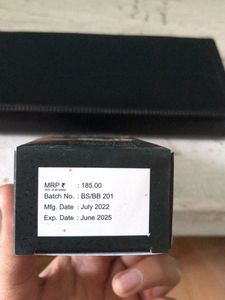 MRP ₹ : 185.00
Batch No. : BS/BB 201
Mfg. Date : July 2022
Exp. Date : June 2025